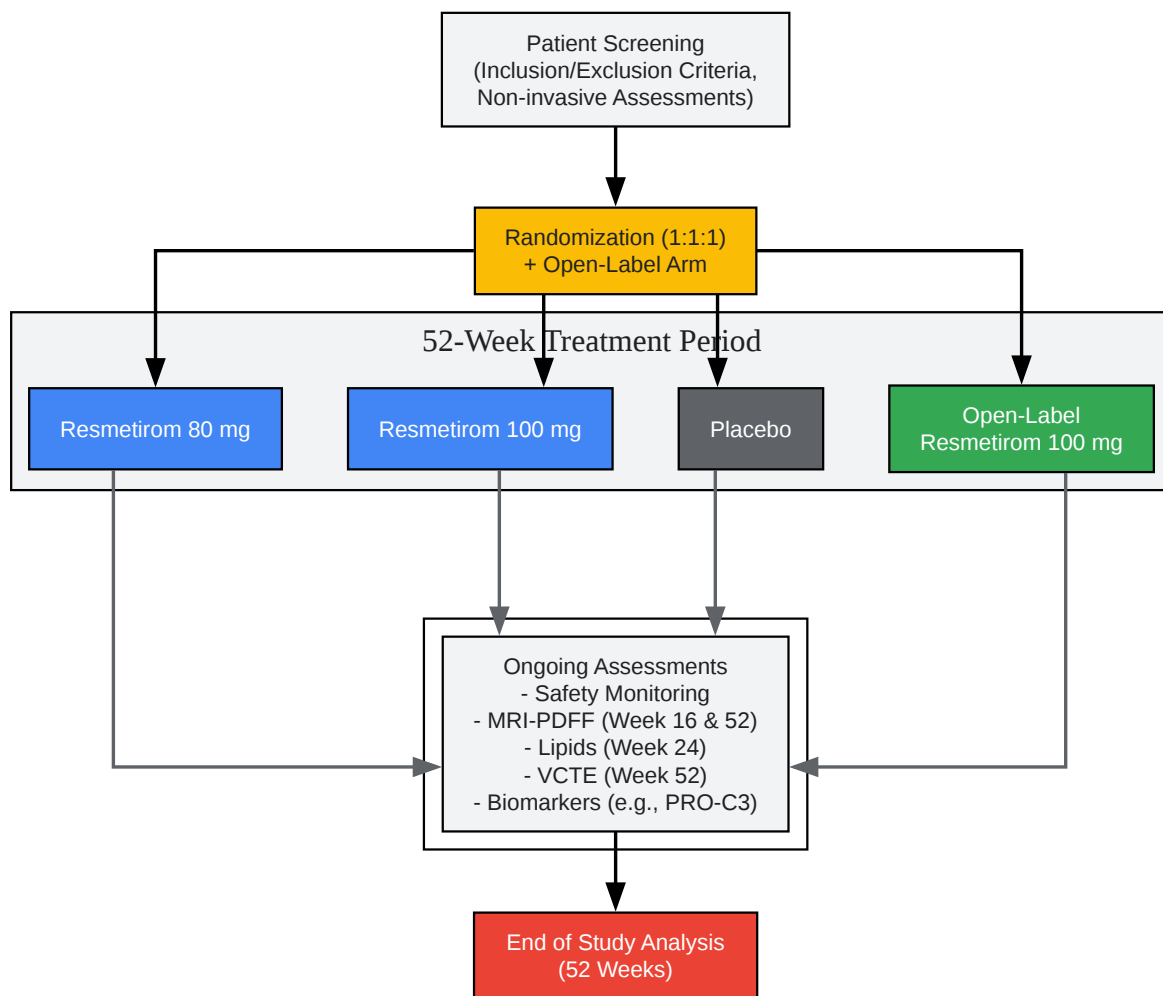 Patient Screening
(Inclusion/Exclusion Criteria,
Non-invasive Assessments)
Randomization (1:1:1)
+ Open-Label Arm
52-Week Treatment Period
Resmetirom 80 mg
Resmetirom 100 mg
Placebo
Open-Label
Resmetirom 100 mg
Ongoing Assessments
- Safety Monitoring
- MRI-PDFF (Week 16 & 52)
- Lipids (Week 24)
- VCTE (Week 52)
- Biomarkers (e.g., PRO-C3)
End of Study Analysis
(52 Weeks)